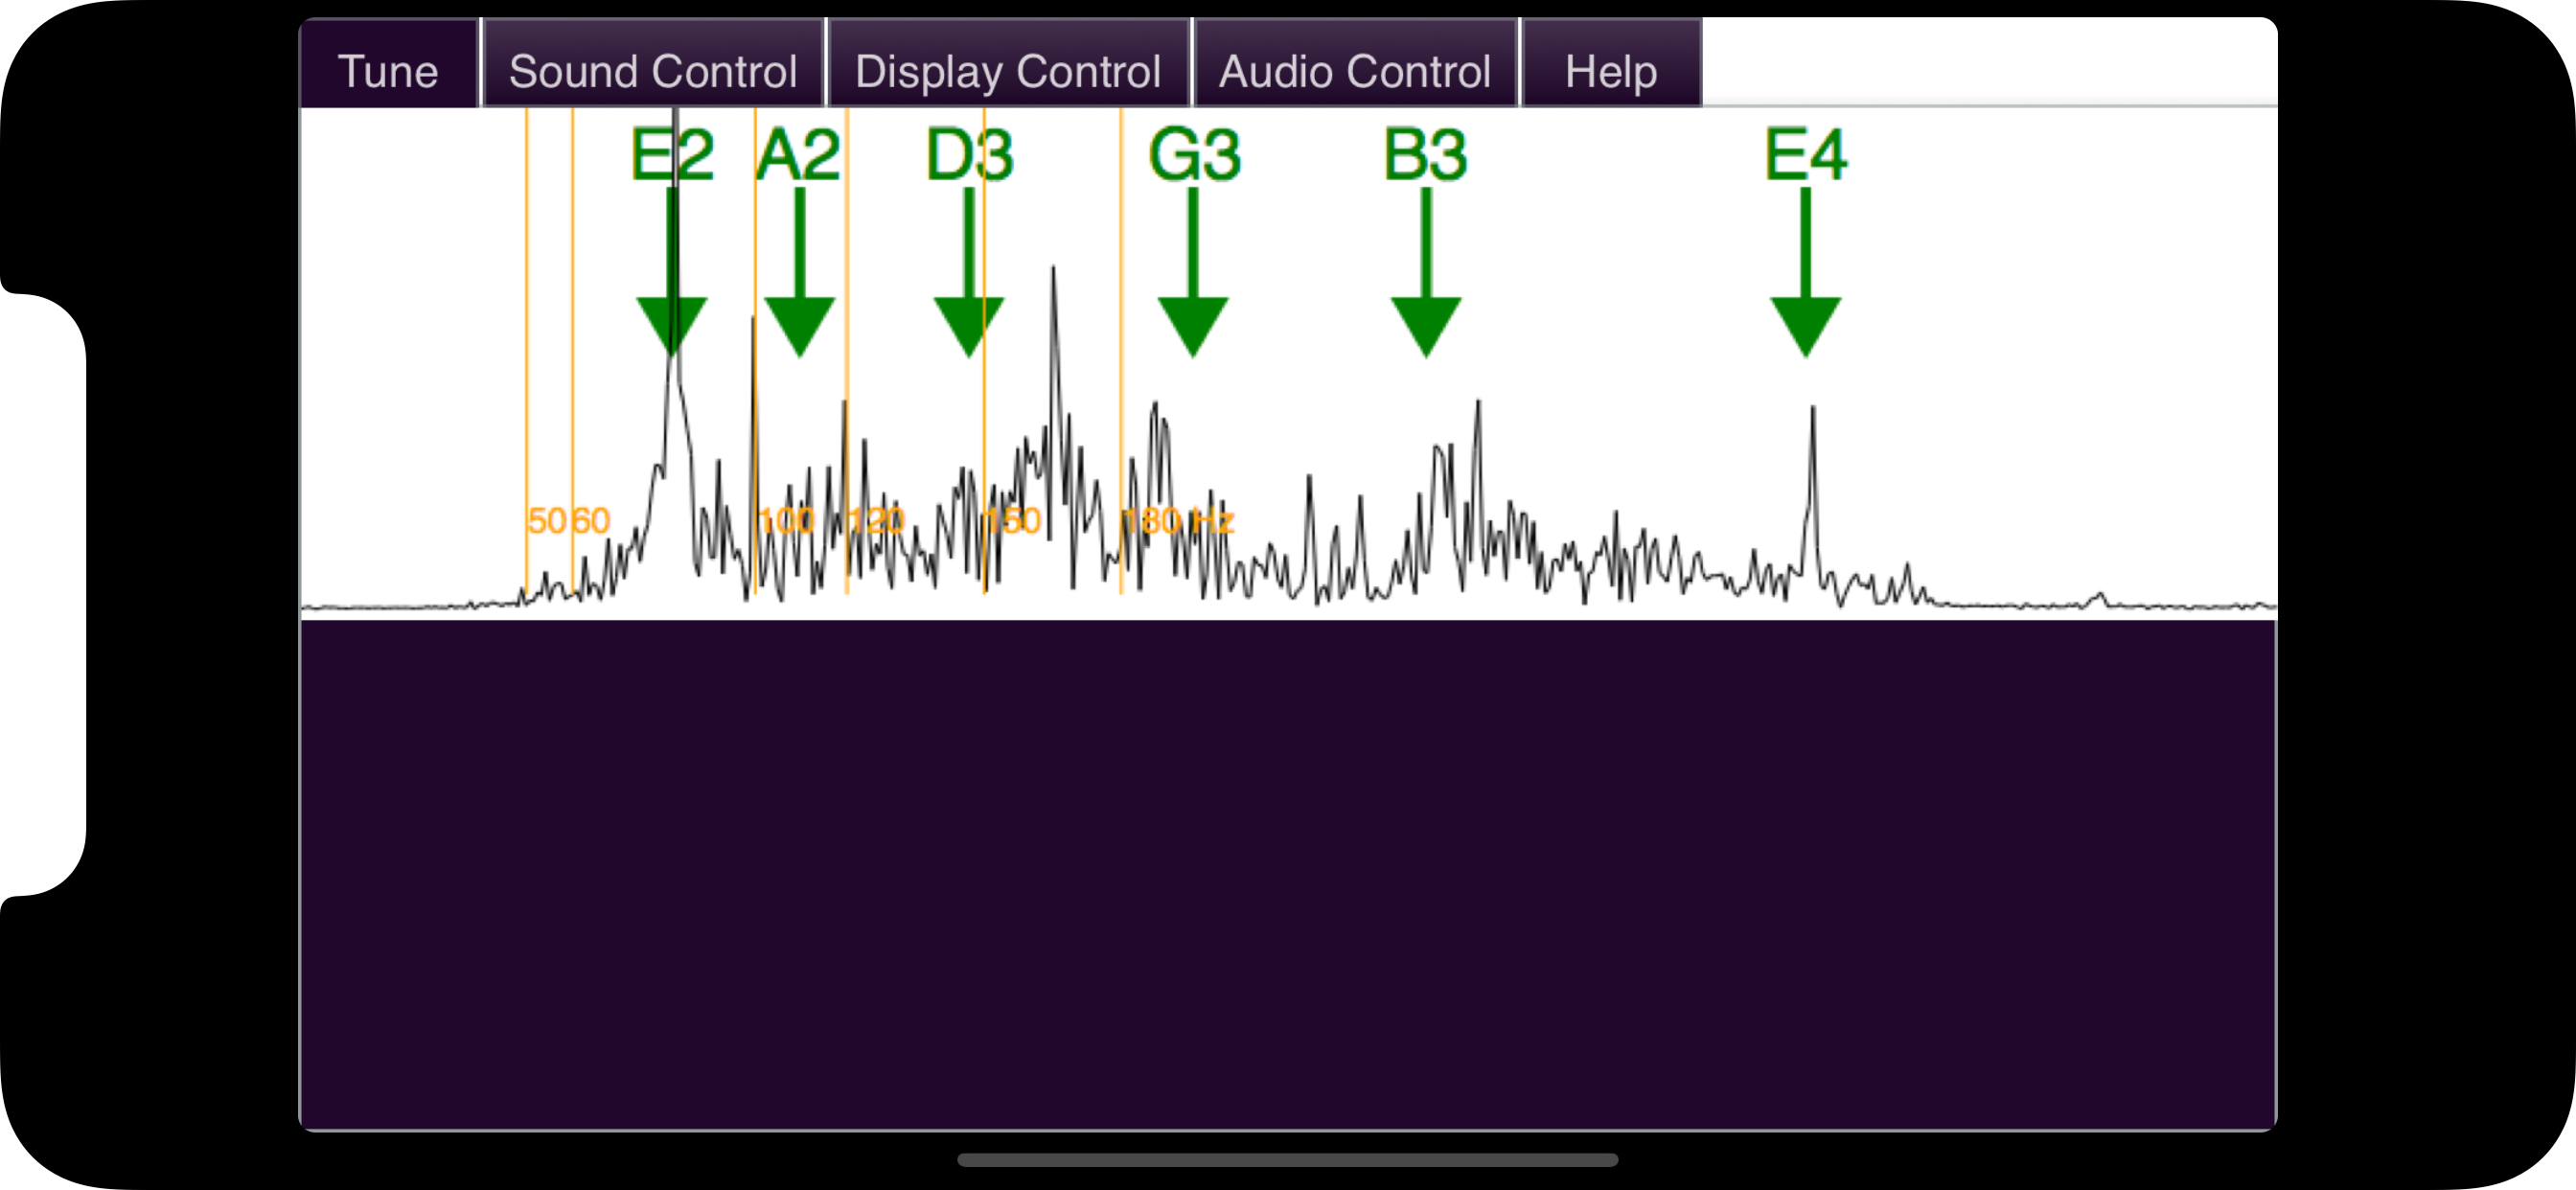 Tune Sound Control Display Control Audio Control Help
E2 A2 D3 G3 B3 E4
50 60 100 120 150 180 Hz